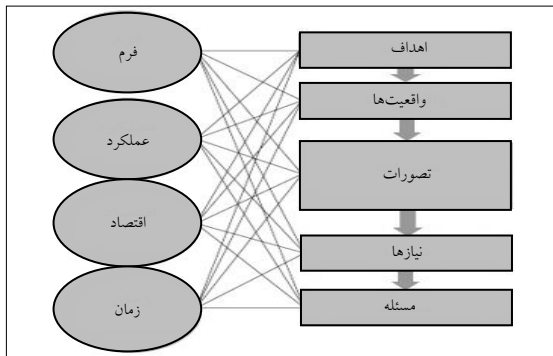 فرم
عملکرد
اقتصاد
زمان
اهداف
واقعیت‌ها
تصورات
نیازها
مسئله